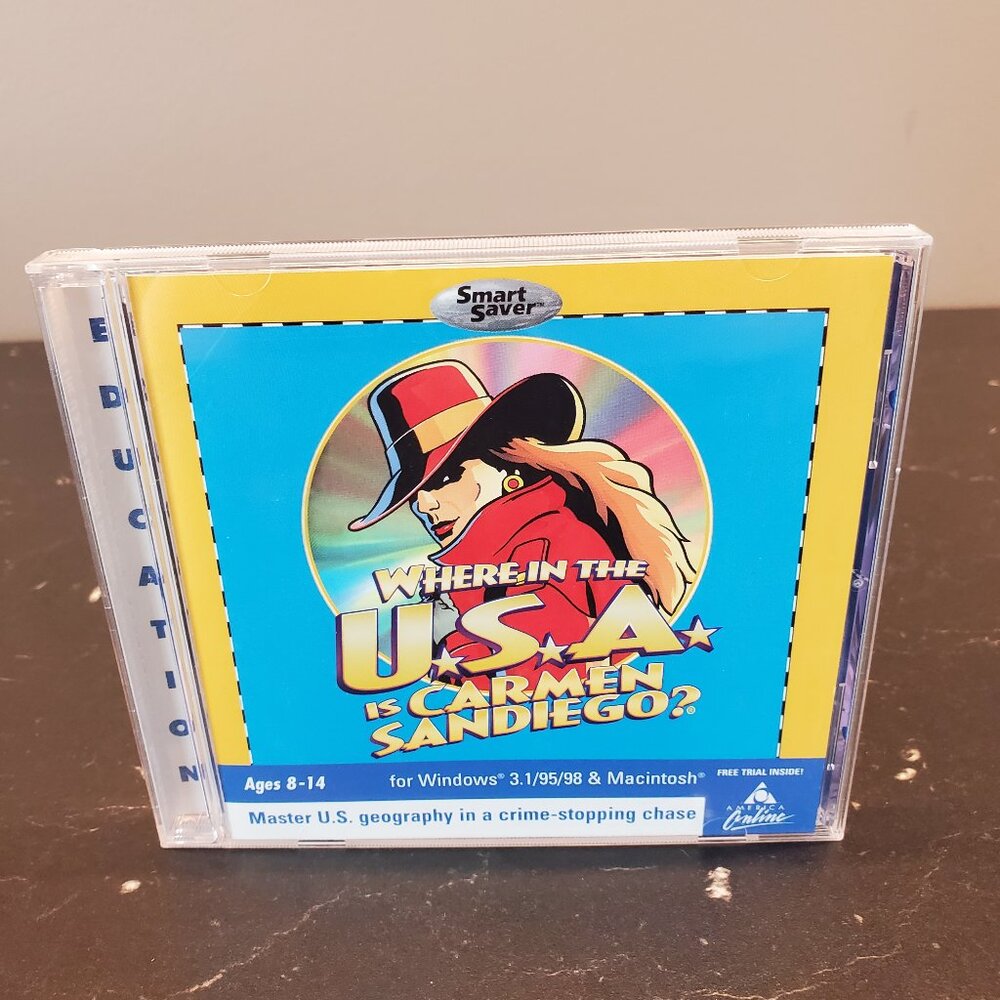 EDUCATION
Smart
Saver™
WHERE IN THE
U.S.A.
IS CARMEN
SANDIEGO?®
Ages 8-14
for Windows® 3.1/95/98 & Macintosh®
FREE TRIAL INSIDE!
Master U.S. geography in a crime-stopping chase
AMERICA
Online